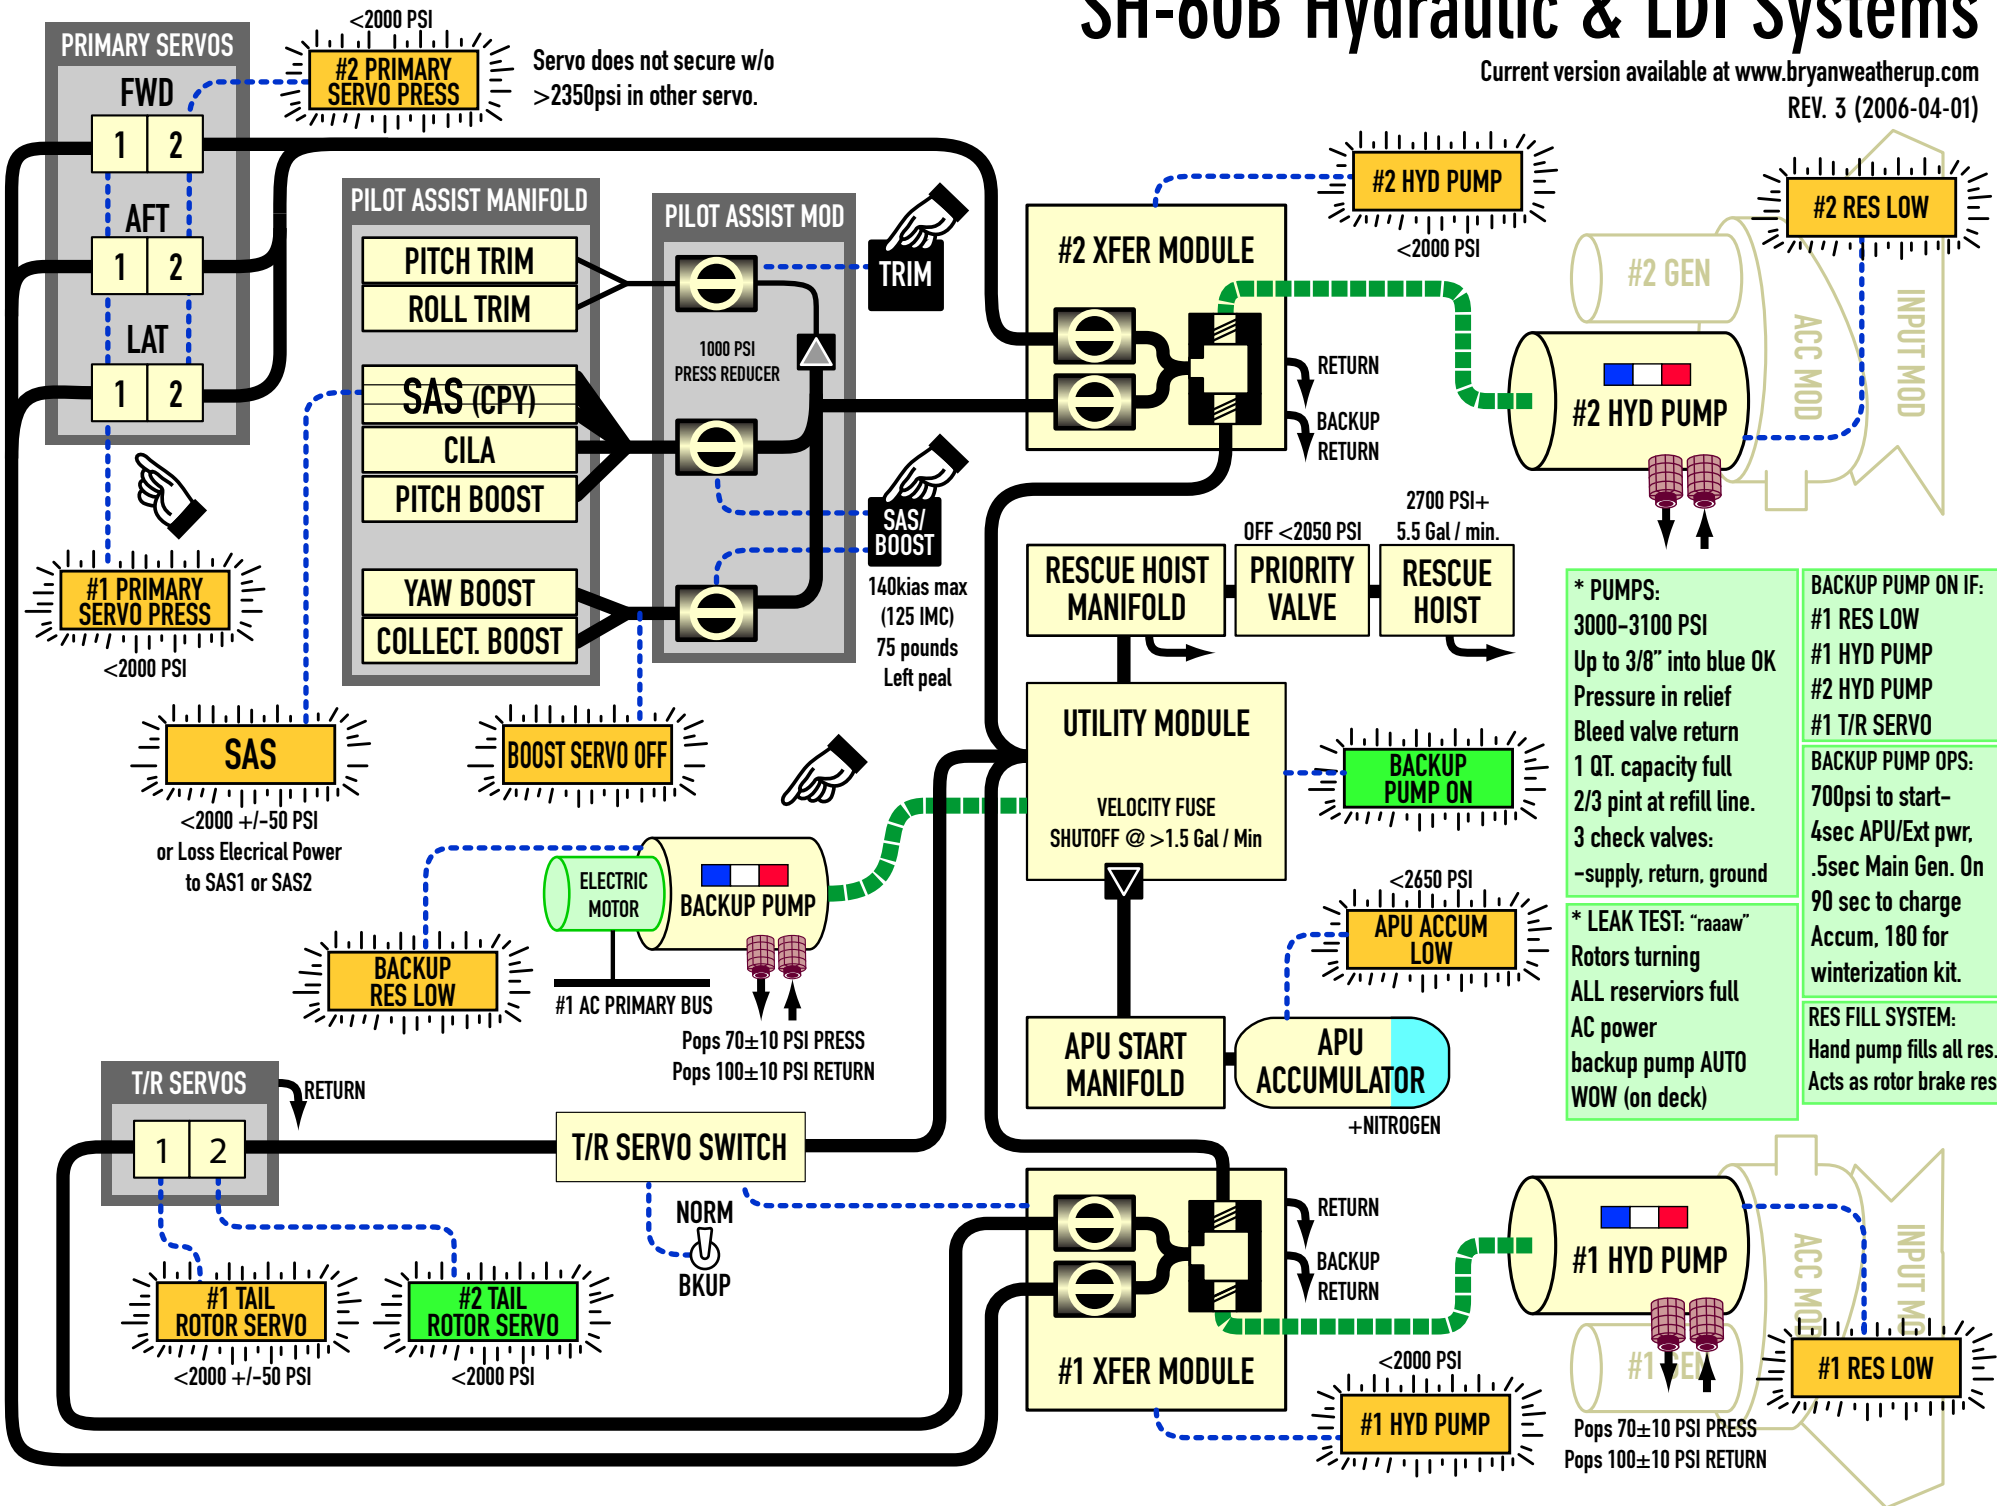 SH-60B Hydraulic & LDI Systems
Current version available at www.bryanweatherup.com
REV. 3 (2006-04-01)
<2000 PSI
PRIMARY SERVOS
#2 PRIMARY
SERVO PRESS
Servo does not secure w/o
>2350psi in other servo.
FWD
1 2
AFT
1 2
LAT
1 2
#1 PRIMARY
SERVO PRESS
<2000 PSI
PILOT ASSIST MANIFOLD
PITCH TRIM
ROLL TRIM
SAS (CPY)
CILA
PITCH BOOST
YAW BOOST
COLLECT. BOOST
PILOT ASSIST MOD
1000 PSI
PRESS REDUCER
TRIM
SAS/
BOOST
140kias max
(125 IMC)
75 pounds
Left peal
SAS
<2000 +/-50 PSI
or Loss Elecrical Power
to SAS1 or SAS2
BOOST SERVO OFF
#2 XFER MODULE
RETURN
BACKUP
RETURN
#2 HYD PUMP
<2000 PSI
#2 RES LOW
#2 GEN
ACC MOD
INPUT MOD
#2 HYD PUMP
2700 PSI+
5.5 Gal / min.
OFF <2050 PSI
RESCUE HOIST
MANIFOLD
PRIORITY
VALVE
RESCUE
HOIST
UTILITY MODULE
VELOCITY FUSE
SHUTOFF @ >1.5 Gal / Min
BACKUP
PUMP ON
<2650 PSI
APU ACCUM
LOW
APU START
MANIFOLD
APU
ACCUMULATOR
+NITROGEN
ELECTRIC
MOTOR
BACKUP PUMP
#1 AC PRIMARY BUS
Pops 70±10 PSI PRESS
Pops 100±10 PSI RETURN
BACKUP
RES LOW
* PUMPS:
3000-3100 PSI
Up to 3/8" into blue OK
Pressure in relief
Bleed valve return
1 QT. capacity full
2/3 pint at refill line.
3 check valves:
-supply, return, ground
* LEAK TEST: "raaaw"
Rotors turning
ALL reserviors full
AC power
backup pump AUTO
WOW (on deck)
BACKUP PUMP ON IF:
#1 RES LOW
#1 HYD PUMP
#2 HYD PUMP
#1 T/R SERVO
BACKUP PUMP OPS:
700psi to start-
4sec APU/Ext pwr,
.5sec Main Gen. On
90 sec to charge
Accum, 180 for
winterization kit.
RES FILL SYSTEM:
Hand pump fills all res.
Acts as rotor brake res
T/R SERVOS
RETURN
1 2
T/R SERVO SWITCH
NORM
BKUP
#1 TAIL
ROTOR SERVO
<2000 +/-50 PSI
#2 TAIL
ROTOR SERVO
<2000 PSI
#1 XFER MODULE
RETURN
BACKUP
RETURN
<2000 PSI
#1 HYD PUMP
#1 HYD PUMP
ACC MOD
INPUT MO
#1 GEN
#1 RES LOW
Pops 70±10 PSI PRESS
Pops 100±10 PSI RETURN